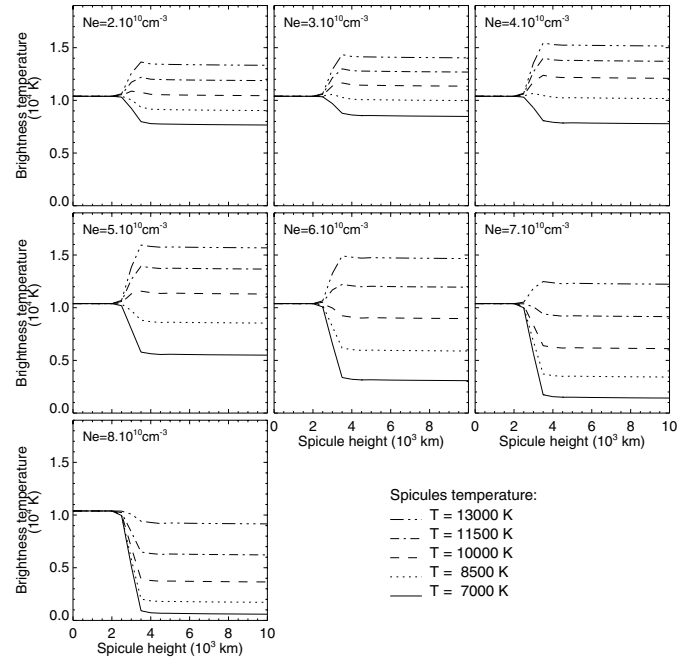 Ne=2.10¹⁰cm⁻³
Ne=3.10¹⁰cm⁻³
Ne=4.10¹⁰cm⁻³
1.5
1.0
0.5
0.0
Brightness temperature
(10⁴ K)
Ne=5.10¹⁰cm⁻³
Ne=6.10¹⁰cm⁻³
Ne=7.10¹⁰cm⁻³
1.5
1.0
0.5
0.0
Brightness temperature
(10⁴ K)
0 2 4 6 8 10
Spicule height (10³ km)
0 2 4 6 8 10
Spicule height (10³ km)
Ne=8.10¹⁰cm⁻³
1.5
1.0
0.5
0.0
Brightness temperature
(10⁴ K)
0 2 4 6 8 10
Spicule height (10³ km)
Spicules temperature:
T = 13000 K
T = 11500 K
T = 10000 K
T = 8500 K
T = 7000 K